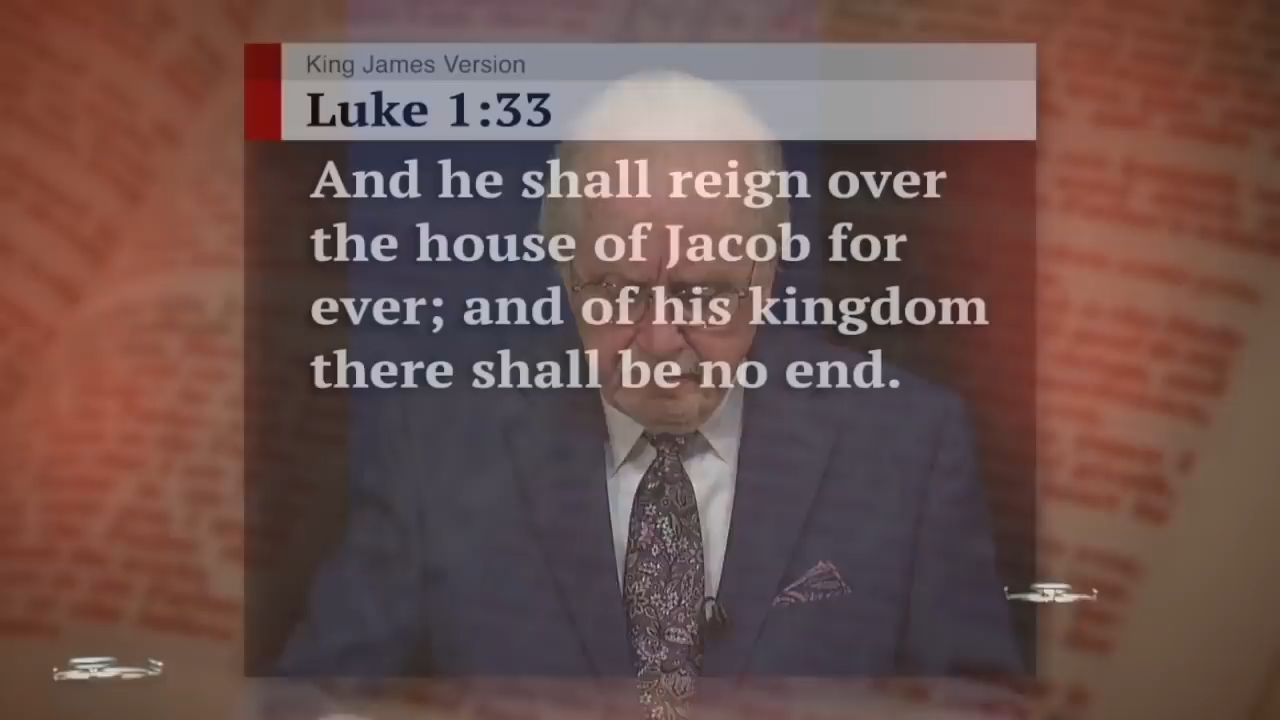 King James Version
Luke 1:33
And he shall reign over
the house of Jacob for
ever; and of his kingdom
there shall be no end.